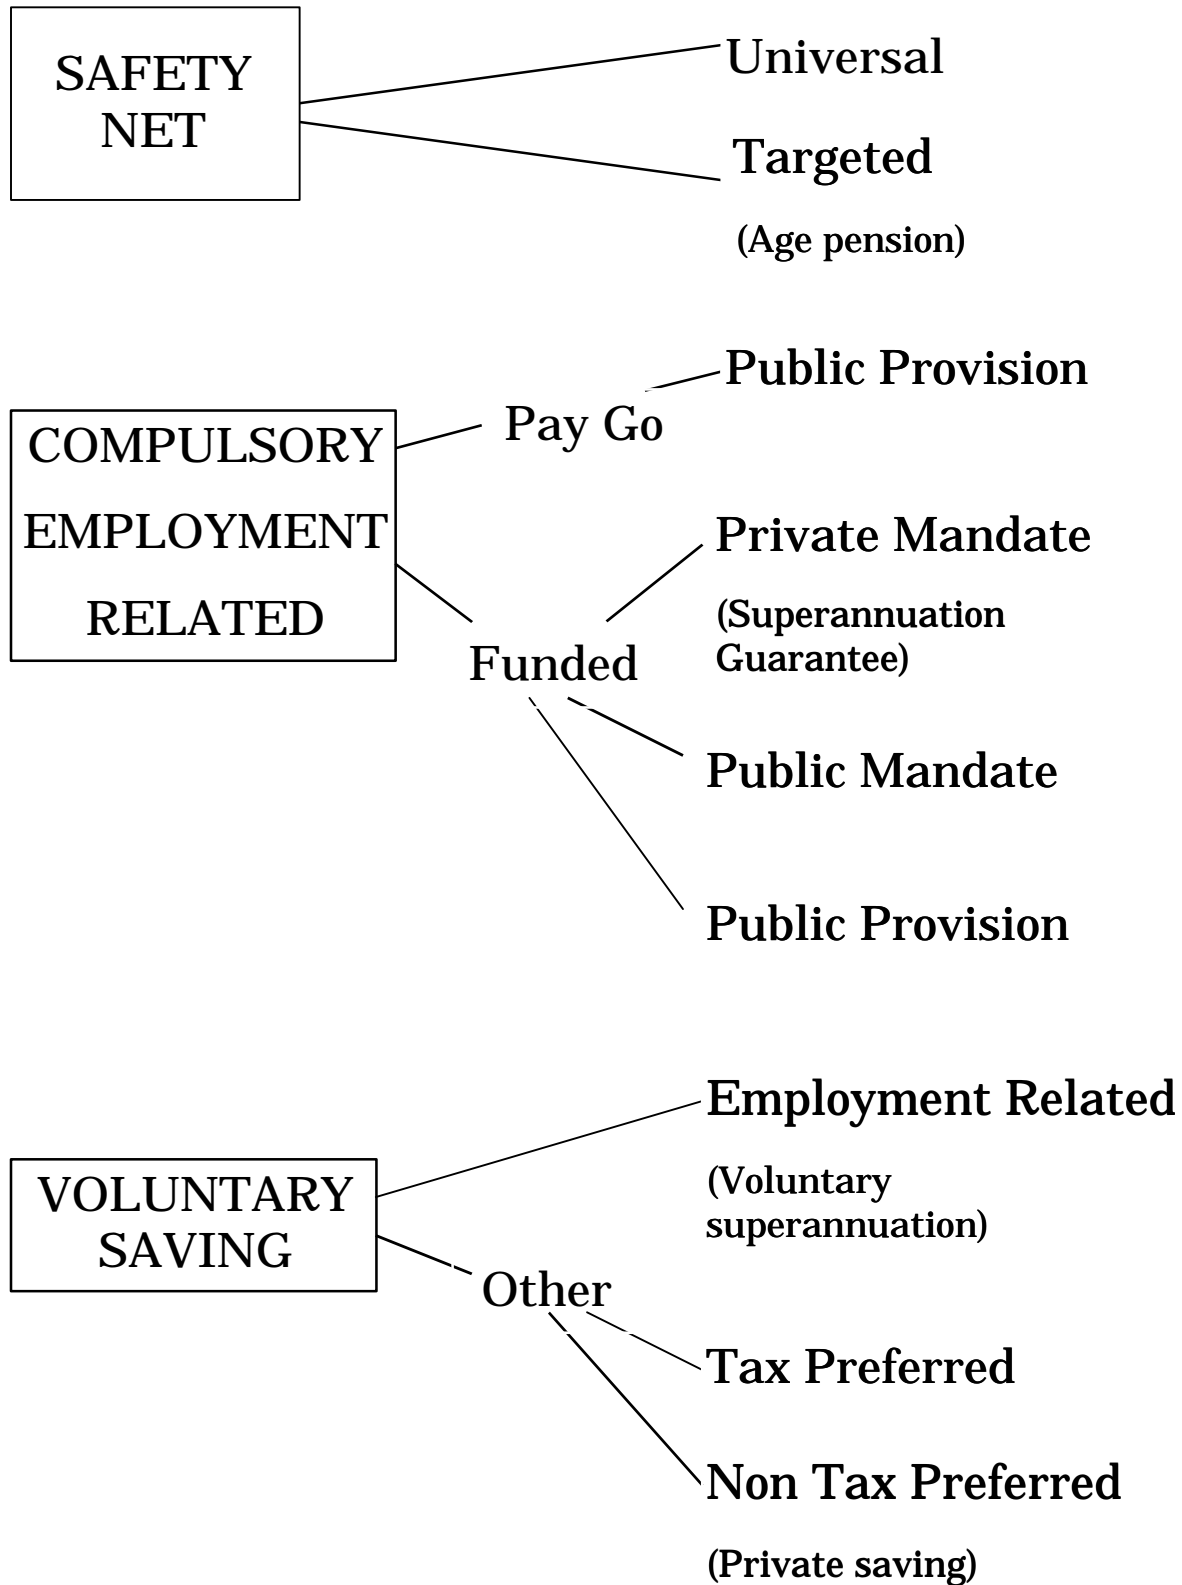 SAFETY
NET
Universal
Targeted
(Age pension)
COMPULSORY
EMPLOYMENT
RELATED
Pay Go
Public Provision
Funded
Private Mandate
(Superannuation
Guarantee)
Public Mandate
Public Provision
VOLUNTARY
SAVING
Employment Related
(Voluntary
superannuation)
Other
Tax Preferred
Non Tax Preferred
(Private saving)